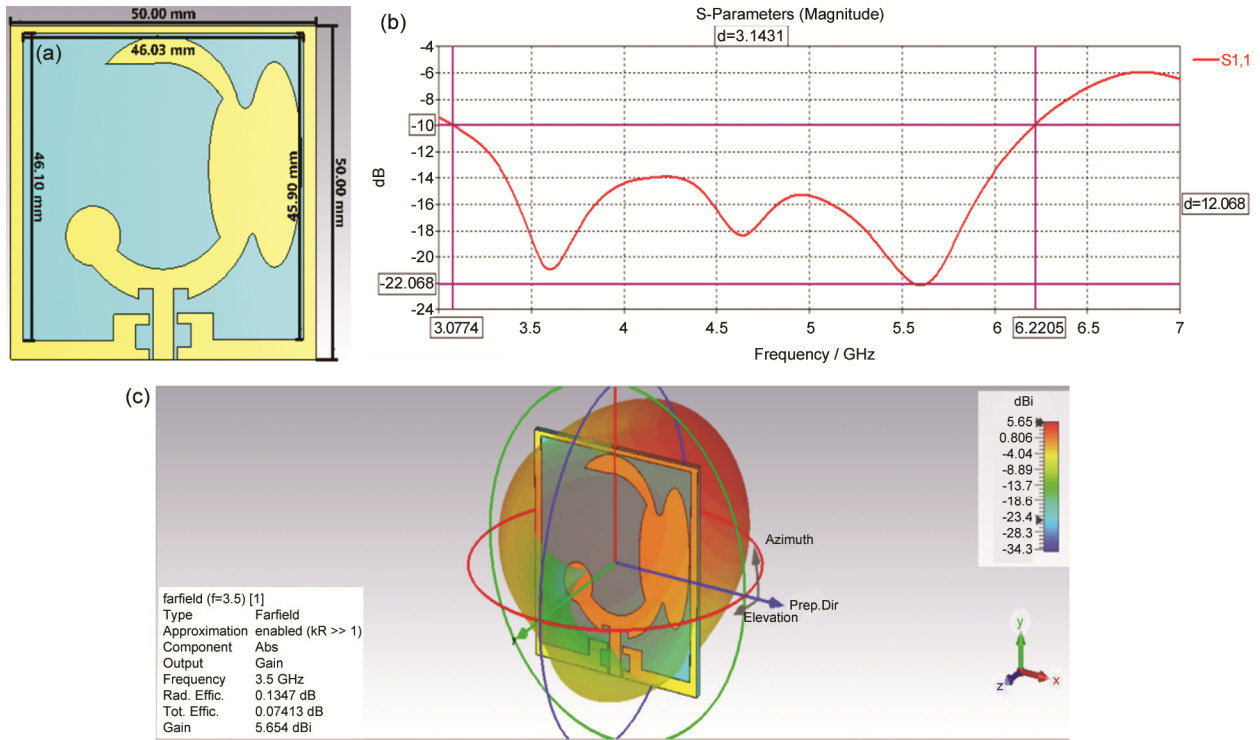 50.00 mm
(a)
46.03 mm
46.10 mm
45.90 mm
50.00 mm
(b)
S-Parameters (Magnitude)
d=3.1431
-4
-6
-8
-10
-12
-14
-16
-18
-20
-22.068
-24
dB
S1,1
d=12.068
3.0774
3.5
4
4.5
5
5.5
6
6.2205
6.5
7
Frequency / GHz
(c)
dBi
5.65
0.806
-4.04
-8.89
-13.7
-18.6
-23.4
-28.3
-34.3
Azimuth
Prep.Dir
Elevation
farfield (f=3.5) [1]
Type Farfield
Approximation enabled (kR >> 1)
Component Abs
Output Gain
Frequency 3.5 GHz
Rad. Effic. 0.1347 dB
Tot. Effic. 0.07413 dB
Gain 5.654 dBi
y
z
x